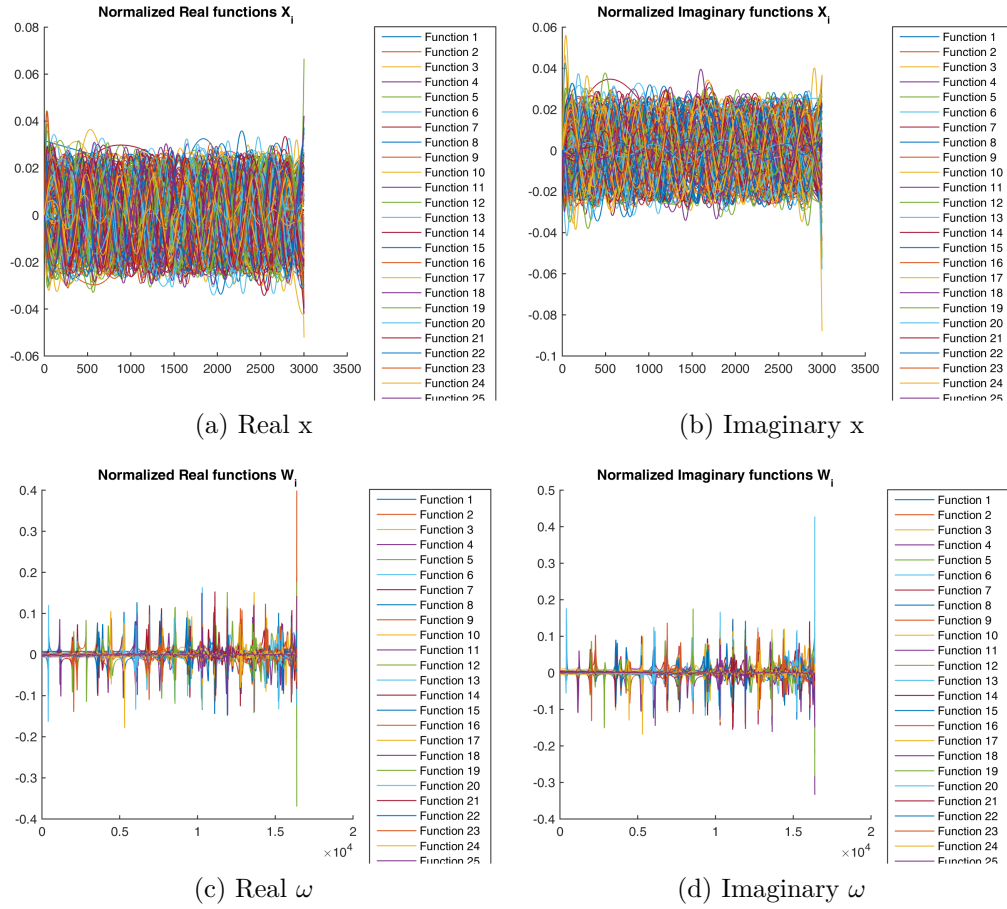 Normalized Real functions X_i
0.08
0.06
0.04
0.02
0
-0.02
-0.04
-0.06
0 500 1000 1500 2000 2500 3000 3500
Function 1
Function 2
Function 3
Function 4
Function 5
Function 6
Function 7
Function 8
Function 9
Function 10
Function 11
Function 12
Function 13
Function 14
Function 15
Function 16
Function 17
Function 18
Function 19
Function 20
Function 21
Function 22
Function 23
Function 24
Function 25
(a) Real x
Normalized Imaginary functions X_i
0.06
0.04
0.02
0
-0.02
-0.04
-0.06
-0.08
-0.1
0 500 1000 1500 2000 2500 3000 3500
Function 1
Function 2
Function 3
Function 4
Function 5
Function 6
Function 7
Function 8
Function 9
Function 10
Function 11
Function 12
Function 13
Function 14
Function 15
Function 16
Function 17
Function 18
Function 19
Function 20
Function 21
Function 22
Function 23
Function 24
Function 25
(b) Imaginary x
Normalized Real functions W_i
0.4
0.3
0.2
0.1
0
-0.1
-0.2
-0.3
-0.4
0 0.5 1 1.5 2
×10^4
Function 1
Function 2
Function 3
Function 4
Function 5
Function 6
Function 7
Function 8
Function 9
Function 10
Function 11
Function 12
Function 13
Function 14
Function 15
Function 16
Function 17
Function 18
Function 19
Function 20
Function 21
Function 22
Function 23
Function 24
Function 25
(c) Real ω
Normalized Imaginary functions W_i
0.5
0.4
0.3
0.2
0.1
0
-0.1
-0.2
-0.3
-0.4
0 0.5 1 1.5 2
×10^4
Function 1
Function 2
Function 3
Function 4
Function 5
Function 6
Function 7
Function 8
Function 9
Function 10
Function 11
Function 12
Function 13
Function 14
Function 15
Function 16
Function 17
Function 18
Function 19
Function 20
Function 21
Function 22
Function 23
Function 24
Function 25
(d) Imaginary ω